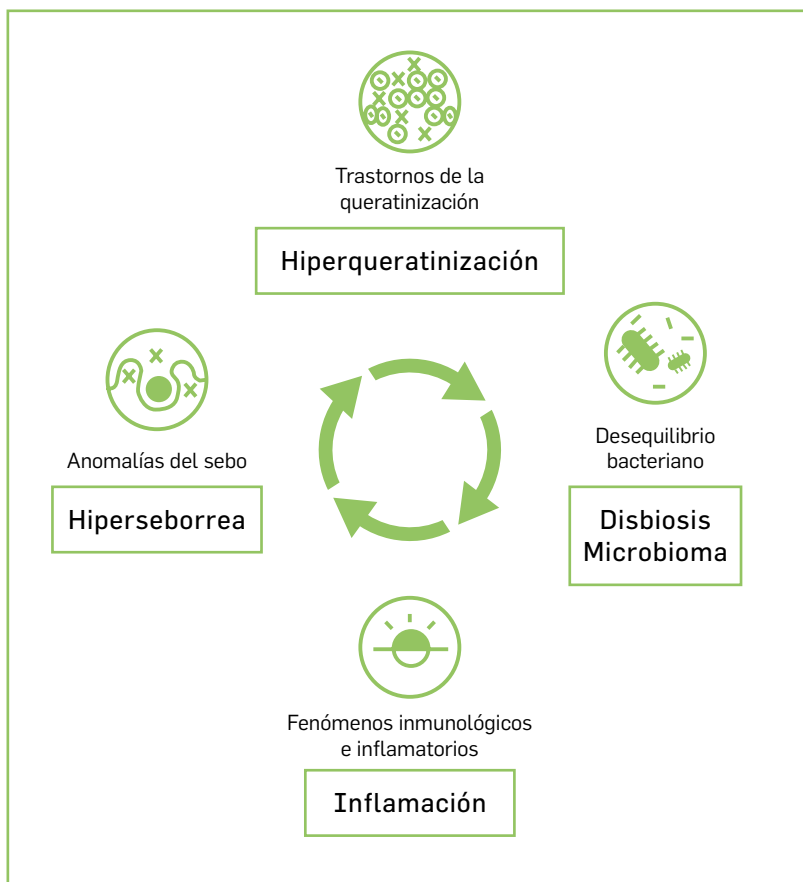 Trastornos de la
queratinización
Hiperqueratinización
Anomalías del sebo
Hiperseborrea
Desequilibrio
bacteriano
Disbiosis
Microbioma
Fenómenos inmunológicos
e inflamatorios
Inflamación